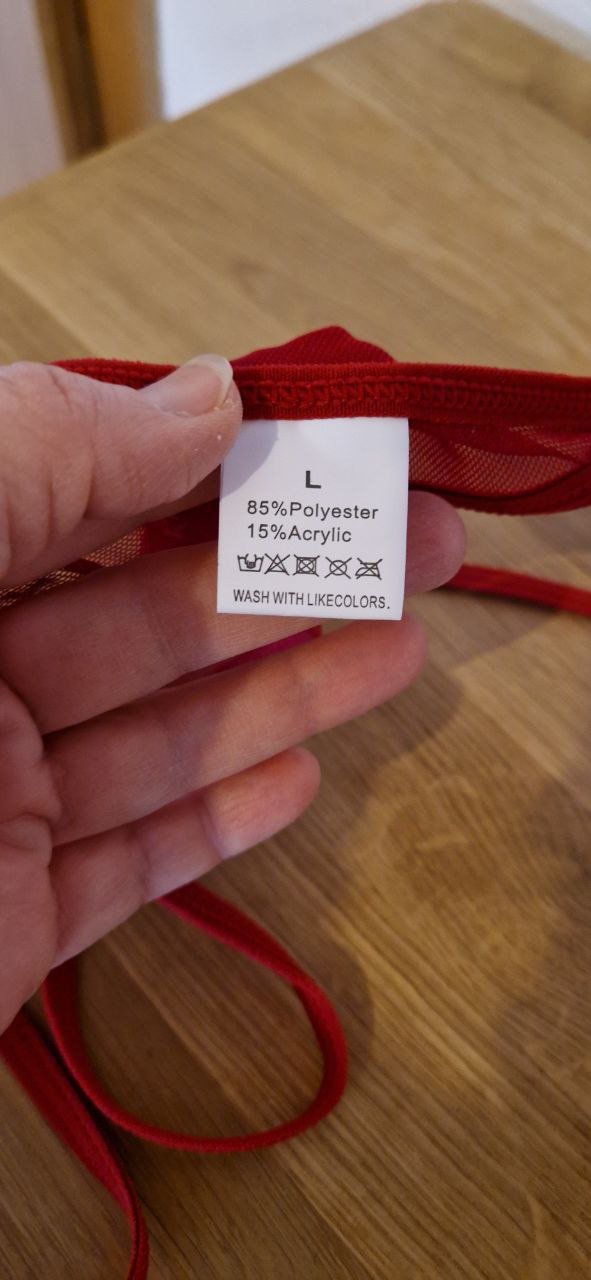 L
85%Polyester
15%Acrylic
WASH WITH LIKECOLORS.